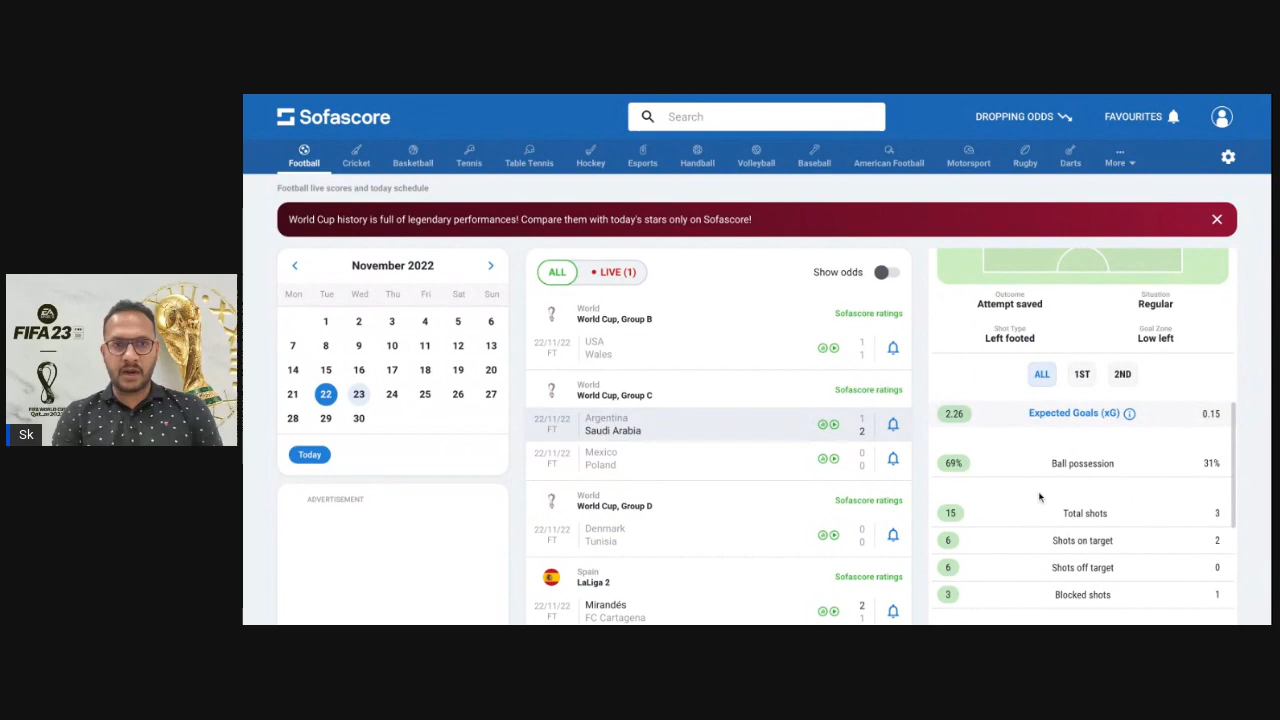 Sofascore
Search
DROPPING ODDS
FAVOURITES
Football
Cricket
Basketball
Tennis
Table Tennis
Hockey
Esports
Handball
Volleyball
Baseball
American Football
Motorsport
Rugby
Darts
More
Football live scores and today schedule
World Cup history is full of legendary performances! Compare them with today's stars only on Sofascore!
November 2022
Mon Tue Wed Thu Fri Sat Sun
1 2 3 4 5 6
7 8 9 10 11 12 13
14 15 16 17 18 19 20
21 22 23 24 25 26 27
28 29 30
Today
ADVERTISEMENT
ALL
LIVE (1)
Show odds
World
World Cup, Group B
Sofascore ratings
22/11/22 USA 1
FT Wales 1
World
World Cup, Group C
Sofascore ratings
22/11/22 Argentina 1
FT Saudi Arabia 2
22/11/22 Mexico 0
FT Poland 0
World
World Cup, Group D
Sofascore ratings
22/11/22 Denmark 0
FT Tunisia 0
Spain
LaLiga 2
Sofascore ratings
22/11/22 Mirandés 2
FT FC Cartagena 1
Outcome
Attempt saved
Situation
Regular
Shot Type
Left footed
Goal Zone
Low left
ALL 1ST 2ND
2.26 Expected Goals (xG) 0.15
69% Ball possession 31%
15 Total shots 3
6 Shots on target 2
6 Shots off target 0
3 Blocked shots 1
EA SPORTS
FIFA 23
FIFA WORLD CUP
Qatar2022
Sk